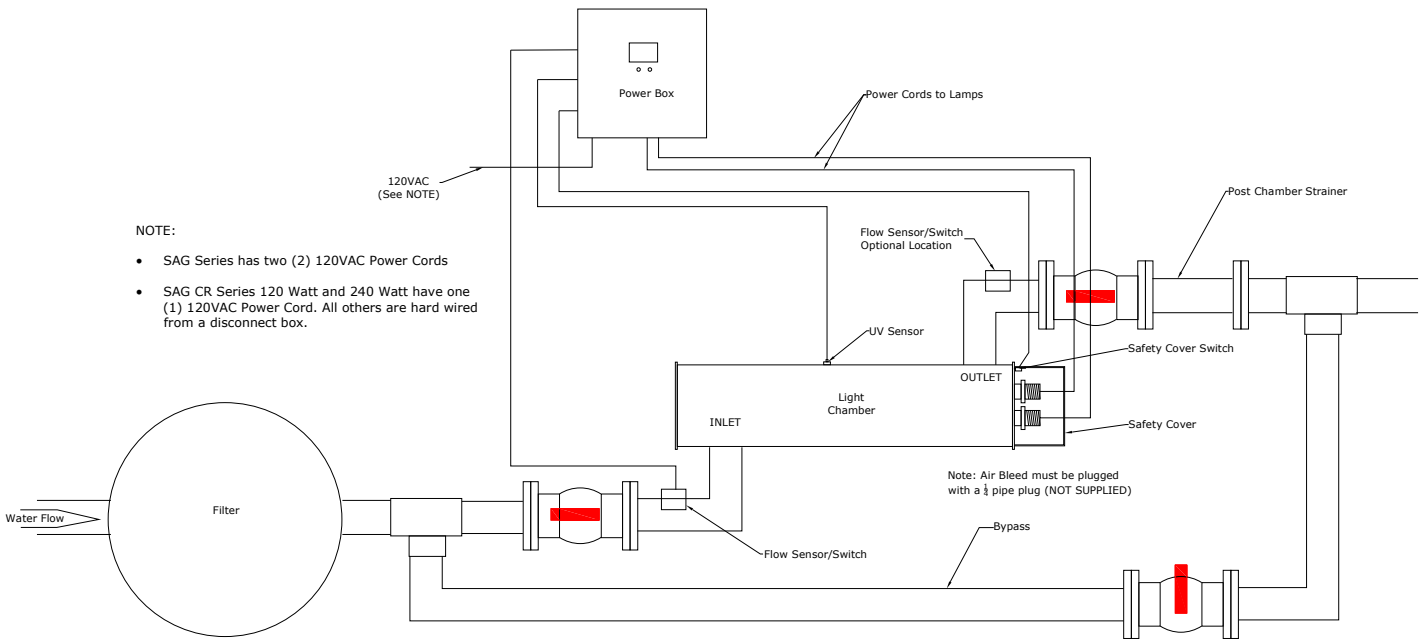 Power Box
Power Cords to Lamps
120VAC
(See NOTE)
Post Chamber Strainer
NOTE:
• SAG Series has two (2) 120VAC Power Cords
• SAG CR Series 120 Watt and 240 Watt have one
(1) 120VAC Power Cord. All others are hard wired
from a disconnect box.
Flow Sensor/Switch
Optional Location
UV Sensor
Safety Cover Switch
OUTLET
Light
Chamber
INLET
Safety Cover
Note: Air Bleed must be plugged
with a pipe plug (NOT SUPPLIED)
Water Flow
Filter
Bypass
Flow Sensor/Switch